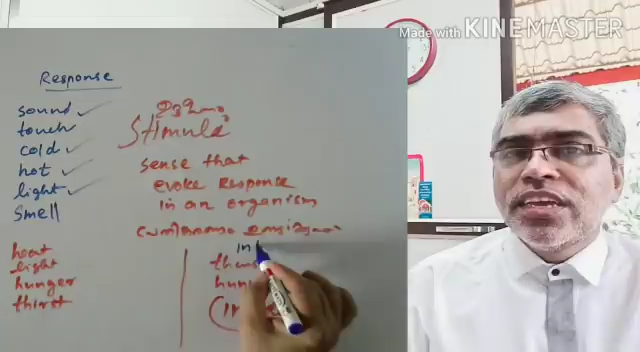 Made with KINEMASTER
Response
sound ✓
touch
cold ✓
hot ✓
light ✓
smell
Stimuli
sense that
evoke Response
in an organism
heat
light
hunger
thirst
in